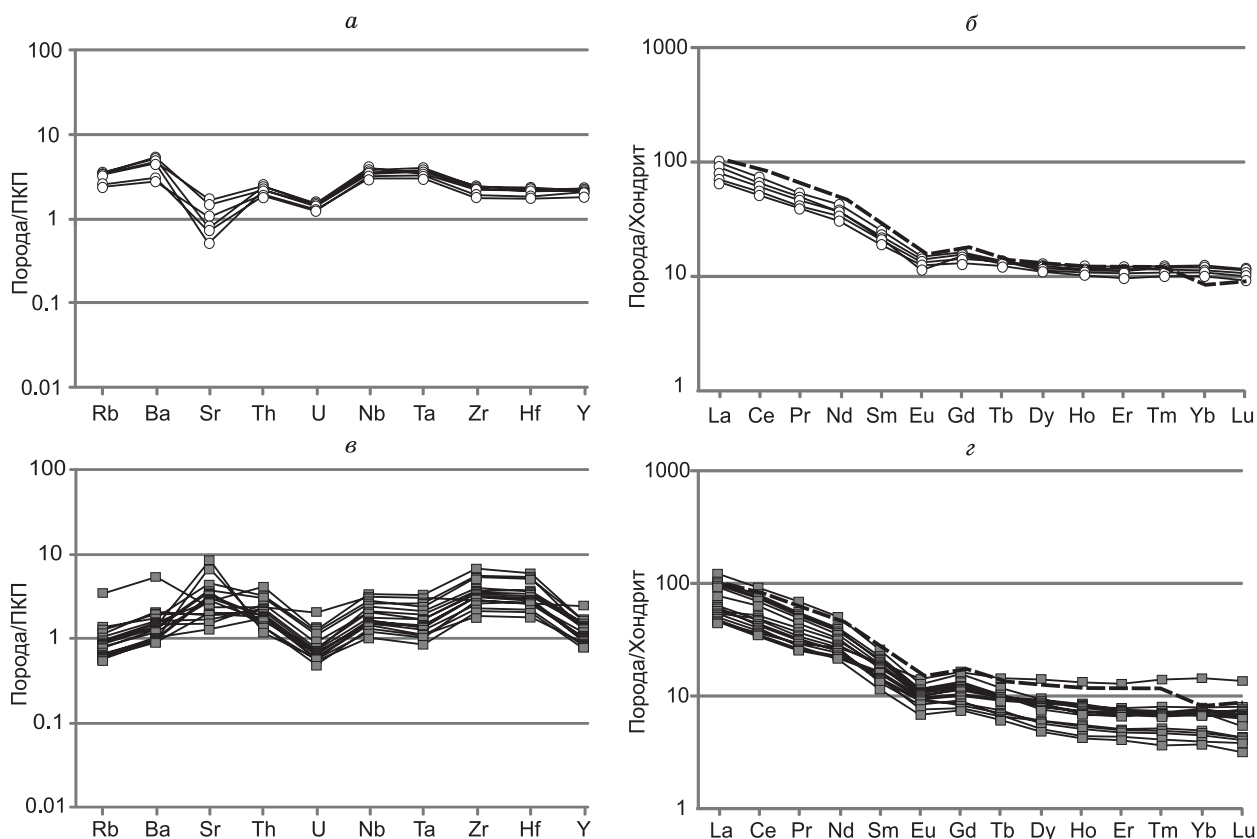 а
100
10
1
0.1
0.01
Порода/ПКП
Rb Ba Sr Th U Nb Ta Zr Hf Y
б
1000
100
10
1
Порода/Хондрит
La Ce Pr Nd Sm Eu Gd Tb Dy Ho Er Tm Yb Lu
в
100
10
1
0.1
0.01
Порода/ПКП
Rb Ba Sr Th U Nb Ta Zr Hf Y
г
1000
100
10
1
Порода/Хондрит
La Ce Pr Nd Sm Eu Gd Tb Dy Ho Er Tm Yb Lu